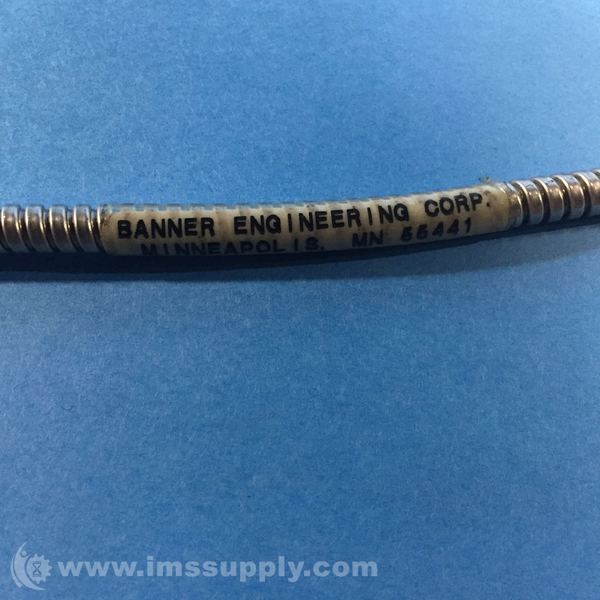 BANNER ENGINEERING CORP.
MINNEAPOLIS, MN 55441
www.imssupply.com